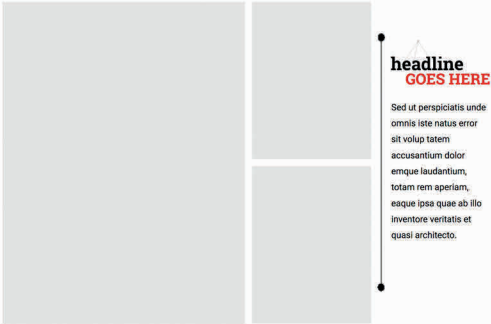 headline
GOES HERE
Sed ut perspiciatis unde
omnis iste natus error
sit volup tatem
accusantium dolor
emque laudantium,
totam rem aperiam,
eaque ipsa quae ab illo
inventore veritatis et
quasi architecto.